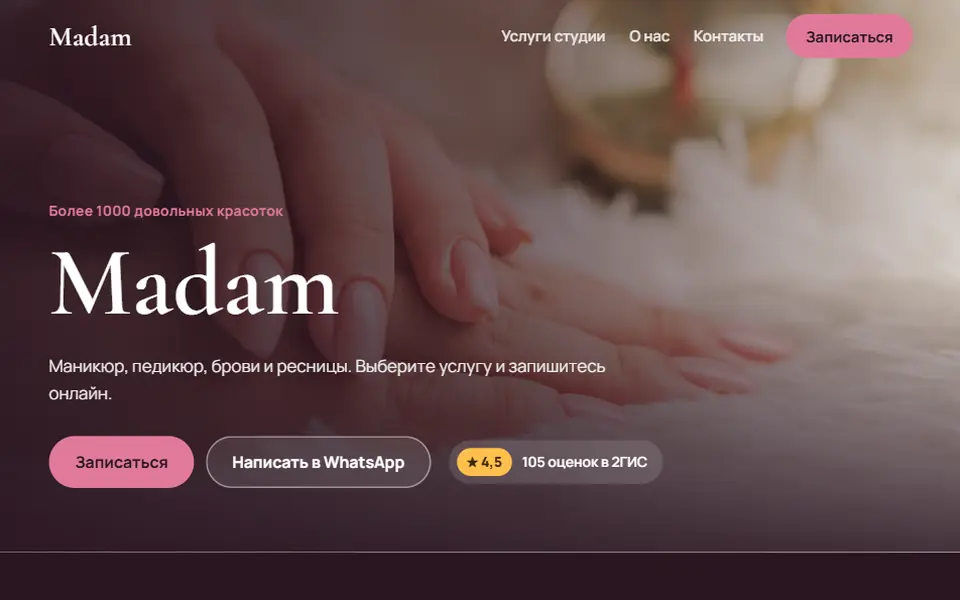 Madam
Услуги студии
О нас
Контакты
Записаться
Более 1000 довольных красоток
Madam
Маникюр, педикюр, брови и ресницы. Выберите услугу и запишитесь
онлайн.
Записаться
Написать в WhatsApp
★ 4,5
105 оценок в 2ГИС